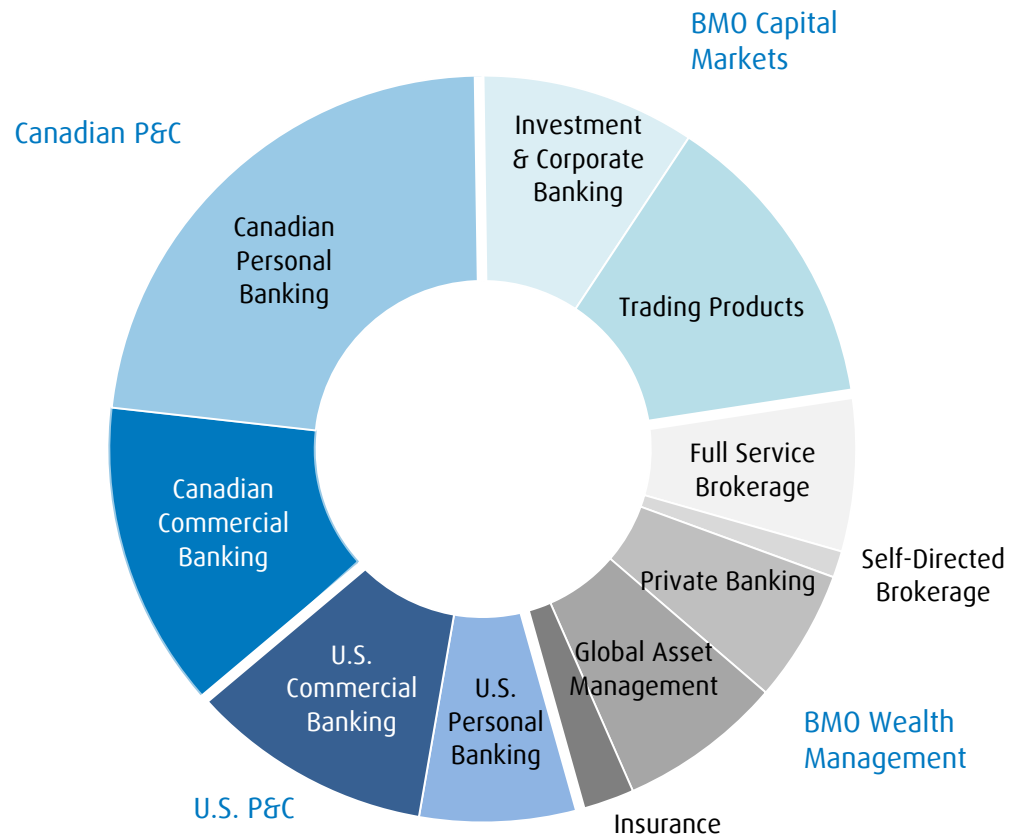 BMO Capital
Markets
Canadian P&C
Investment
& Corporate
Banking
Canadian
Personal
Banking
Trading Products
Full Service
Brokerage
Canadian
Commercial
Banking
Self-Directed
Brokerage
Private Banking
Global Asset
Management
U.S.
Commercial
Banking
U.S.
Personal
Banking
BMO Wealth
Management
U.S. P&C
Insurance